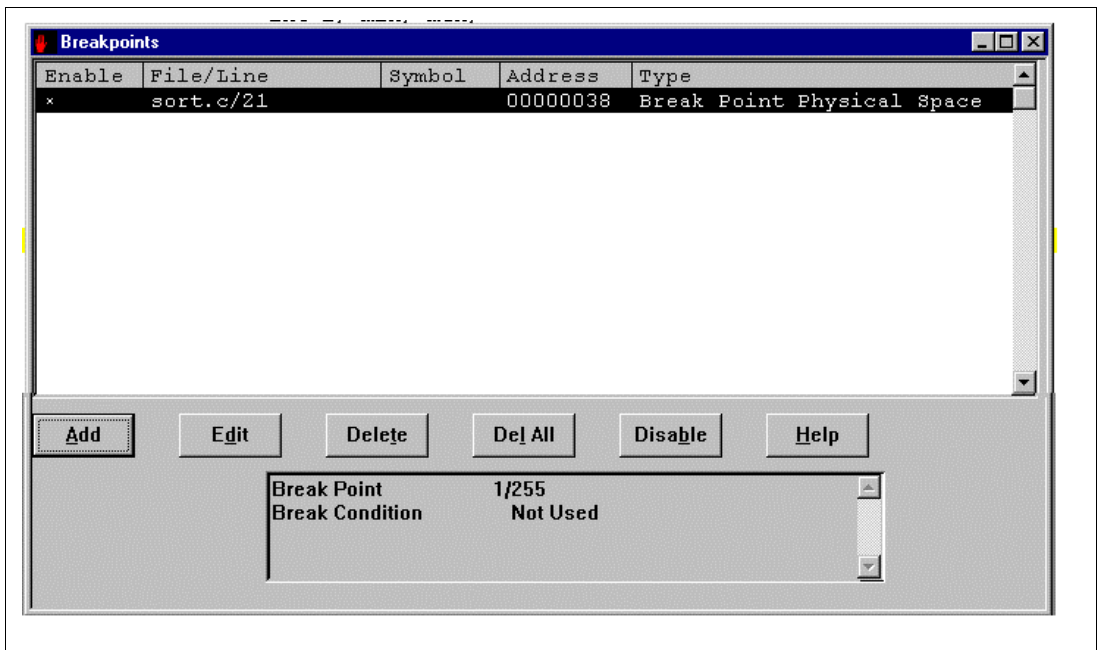 Breakpoints
Enable File/Line Symbol Address Type
× sort.c/21 00000038 Break Point Physical Space
Add Edit Delete Del All Disable Help
Break Point 1/255
Break Condition Not Used